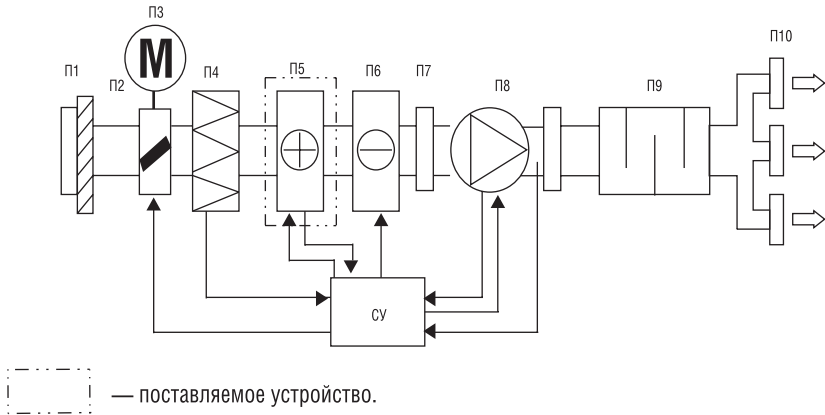 П3
М
П10
П1
П2
П4
П5
П6
П7
П8
П9
СУ
— поставляемое устройство.